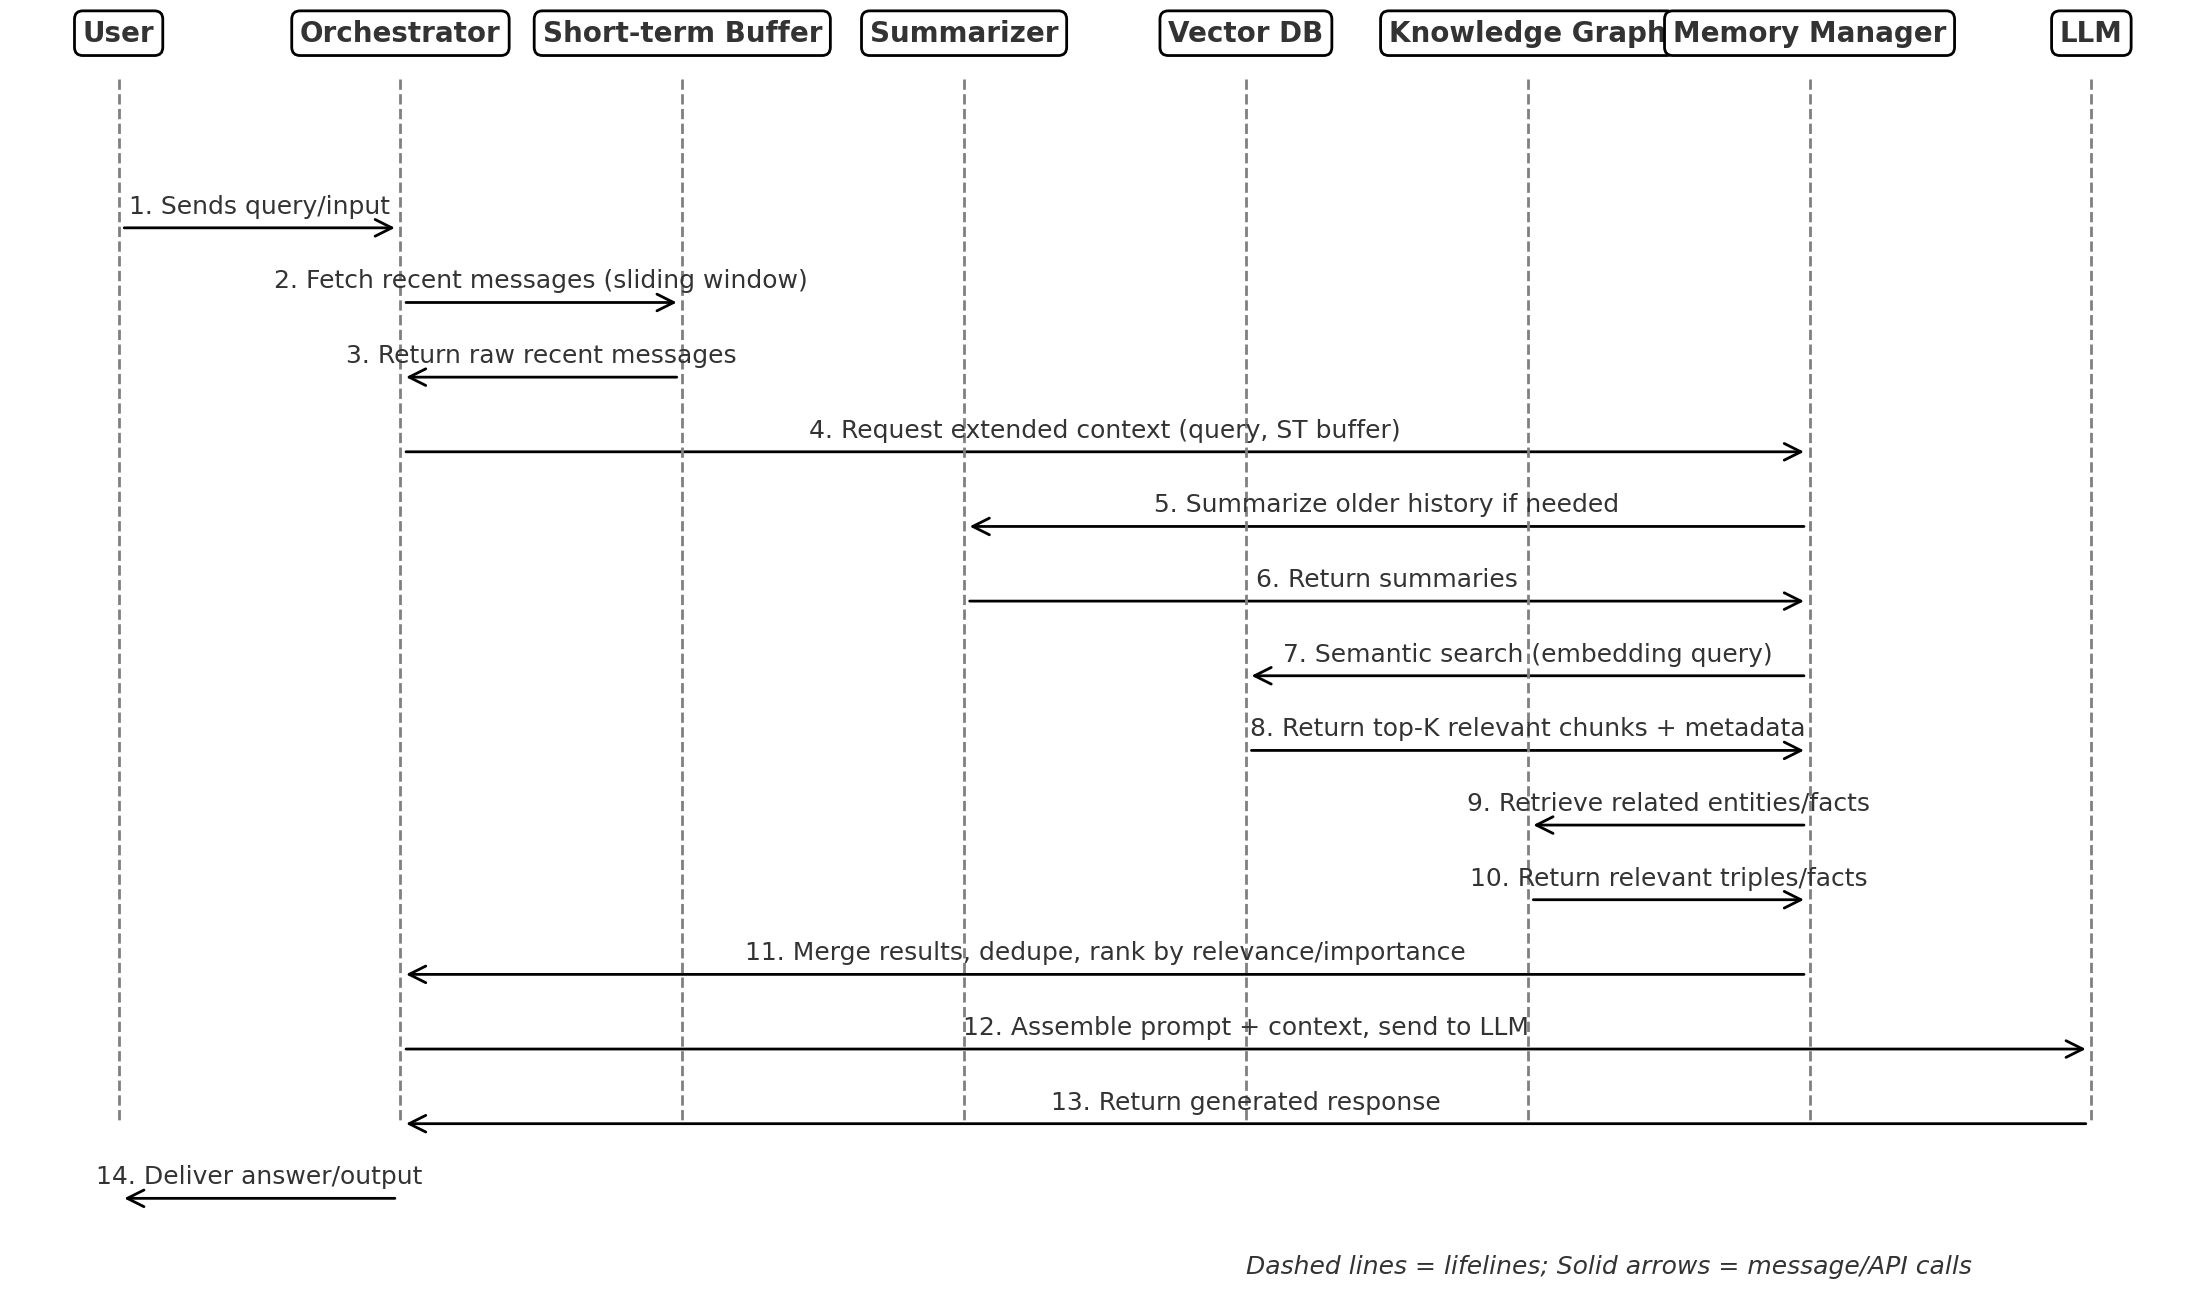 User
Orchestrator
Short-term Buffer
Summarizer
Vector DB
Knowledge Graph
Memory Manager
LLM
1. Sends query/input
2. Fetch recent messages (sliding window)
3. Return raw recent messages
4. Request extended context (query, ST buffer)
5. Summarize older history if needed
6. Return summaries
7. Semantic search (embedding query)
8. Return top-K relevant chunks + metadata
9. Retrieve related entities/facts
10. Return relevant triples/facts
11. Merge results, dedupe, rank by relevance/importance
12. Assemble prompt + context, send to LLM
13. Return generated response
14. Deliver answer/output
Dashed lines = lifelines; Solid arrows = message/API calls